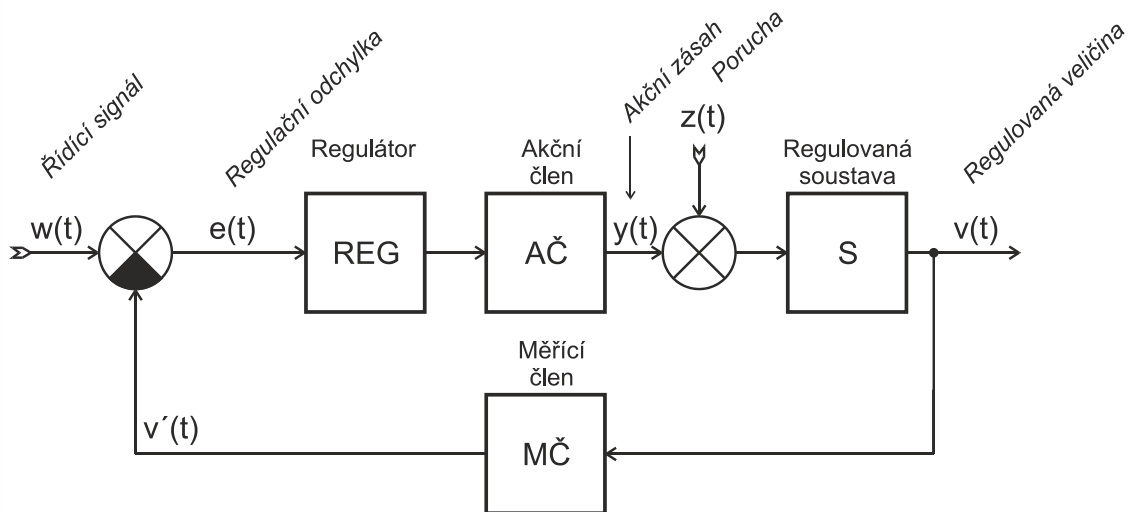 Řídící signál
Regulační odchylka
Regulátor
Akční
člen
Akční zásah
Porucha
z(t)
Regulovaná
soustava
Regulovaná veličina
w(t)
e(t)
REG
AČ
y(t)
S
v(t)
Měřící
člen
v´(t)
MČ